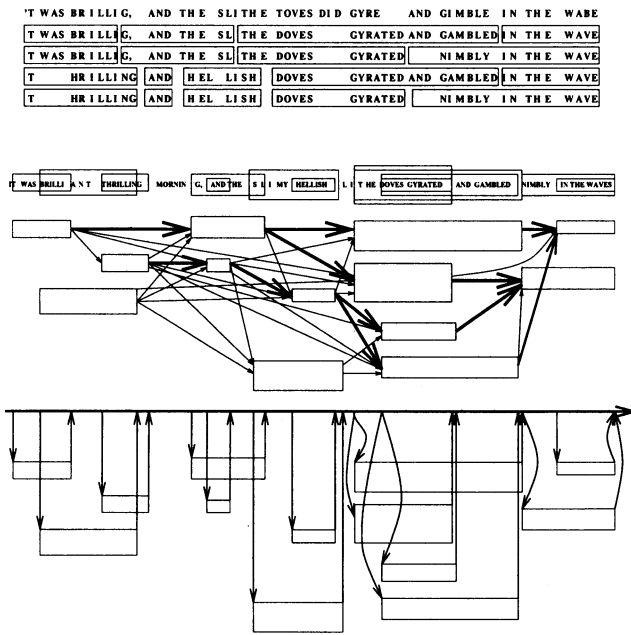 'T WAS BRILLIG, AND THE SLITHE TOVES DID GYRE AND GIMBLE IN THE WABE
T WAS BRILLIG, AND THE SL THE DOVES GYRATED AND GAMBLED IN THE WAVE
T WAS BRILLIG, AND THE SL THE DOVES GYRATED NIMBLY IN THE WAVE
T HRILLING AND HEL LISH DOVES GYRATED AND GAMBLED IN THE WAVE
T HRILLING AND HEL LISH DOVES GYRATED NIMBLY IN THE WAVE
IT WAS BRILLI A N T THRILLING MORNIN G, AND THE S L I MY HELLISH L I T HE DOVES GYRATED AND GAMBLED NIMBLY IN THE WAVES